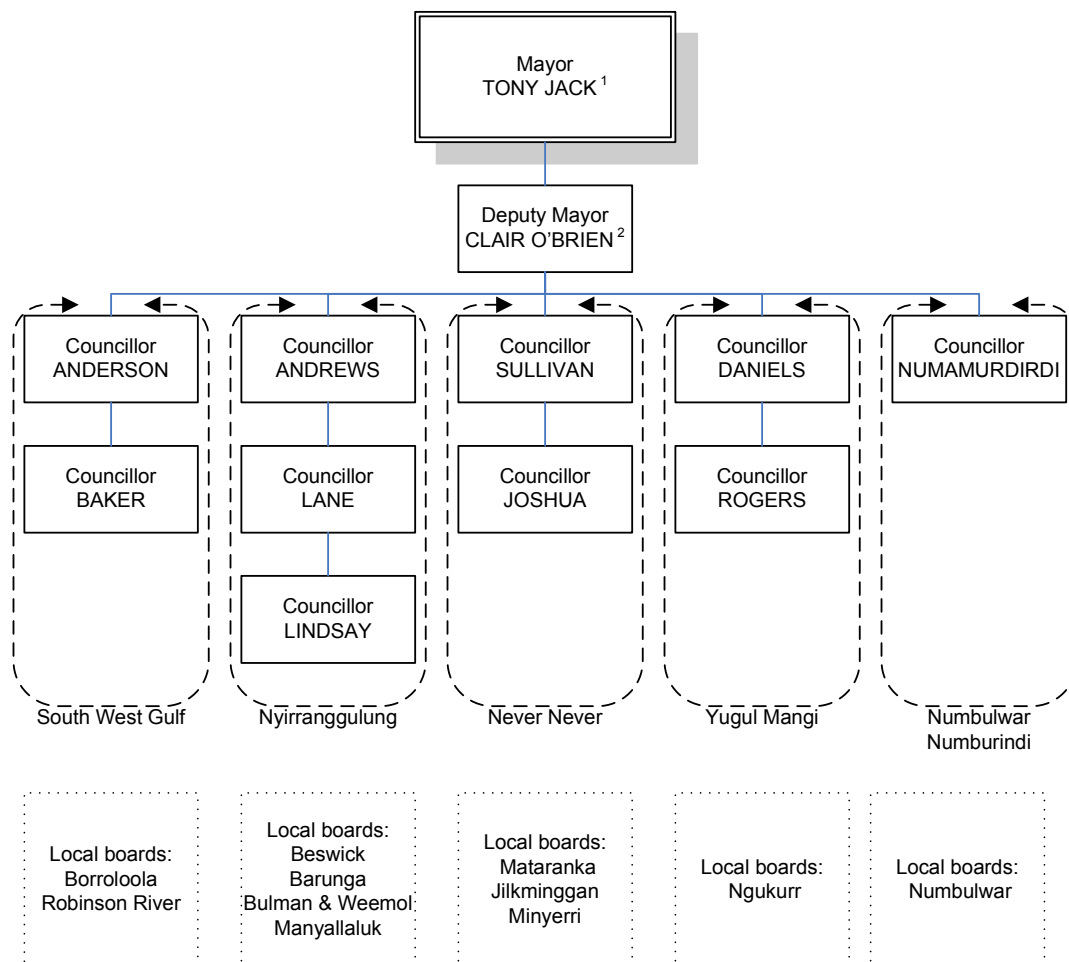 Mayor
TONY JACK 1
Deputy Mayor
CLAIR O’BRIEN 2
Councillor
ANDERSON
Councillor
ANDREWS
Councillor
SULLIVAN
Councillor
DANIELS
Councillor
NUMAMURDIRDI
Councillor
BAKER
Councillor
LANE
Councillor
JOSHUA
Councillor
ROGERS
Councillor
LINDSAY
South West Gulf
Nyirranggulung
Never Never
Yugul Mangi
Numbulwar
Numburindi
Local boards:
Borroloola
Robinson River
Local boards:
Beswick
Barunga
Bulman & Weemol
Manyallaluk
Local boards:
Mataranka
Jilkminggan
Minyerri
Local boards:
Ngukurr
Local boards:
Numbulwar